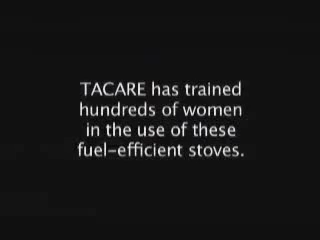 TACARE has trained
hundreds of women
in the use of these
fuel-efficient stoves.